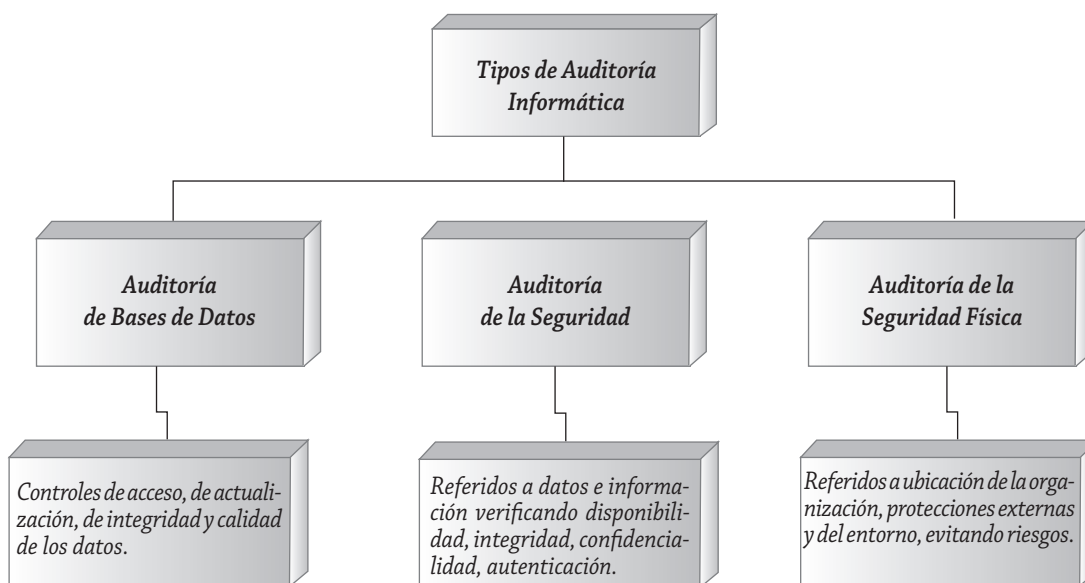 Tipos de Auditoría
Informática
Auditoría
de Bases de Datos
Auditoría
de la Seguridad
Auditoría de la
Seguridad Física
Controles de acceso, de actuali-
zación, de integridad y calidad
de los datos.
Referidos a datos e informa-
ción verificando disponibili-
dad, integridad, confidencia-
lidad, autenticación.
Referidos a ubicación de la orga-
nización, protecciones externas
y del entorno, evitando riesgos.